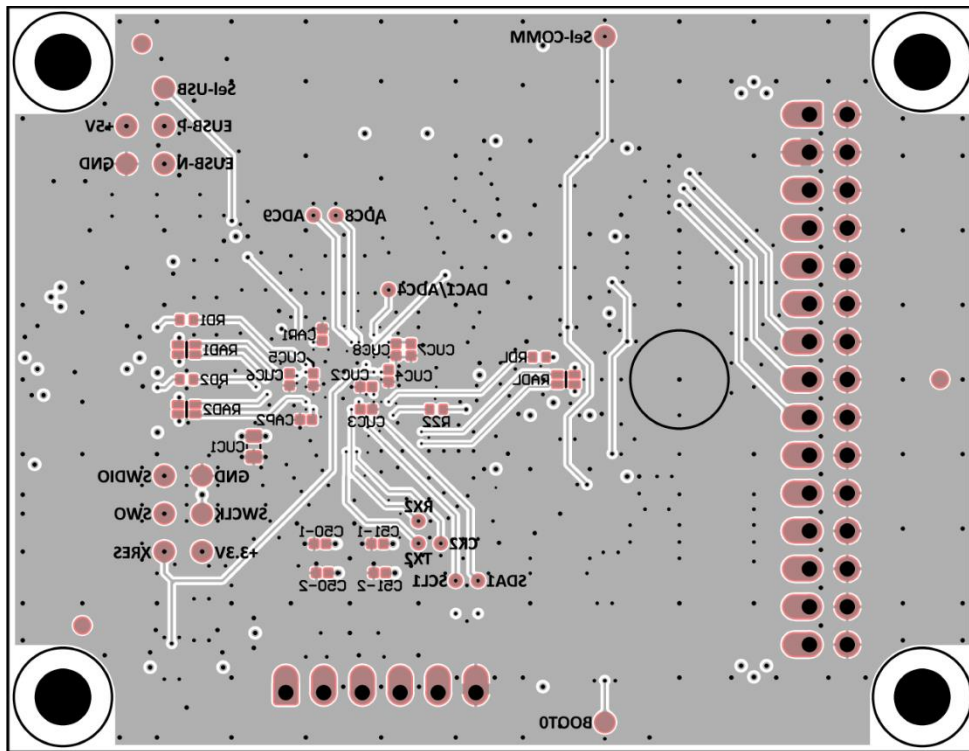 Sel-COMM
Sel-USB
+5V
EUSB-P
GND
EUSB-N
ADC9
ADC8
DAC1/ADC4
RD1
CAP1
RAD1
CUC5
CUC8
CUC7
RDL
RD2
CUC6
CUC2
CUC4
RADL
RAD2
CAP2
CUC3
R22
CUC1
SWDIO
GND
SWO
SWCLK
RX2
XRES
+3.3V
C50-1
C51-1
TX2
CK2
C50-2
C51-2
SCL1
SDA1
BOOT0